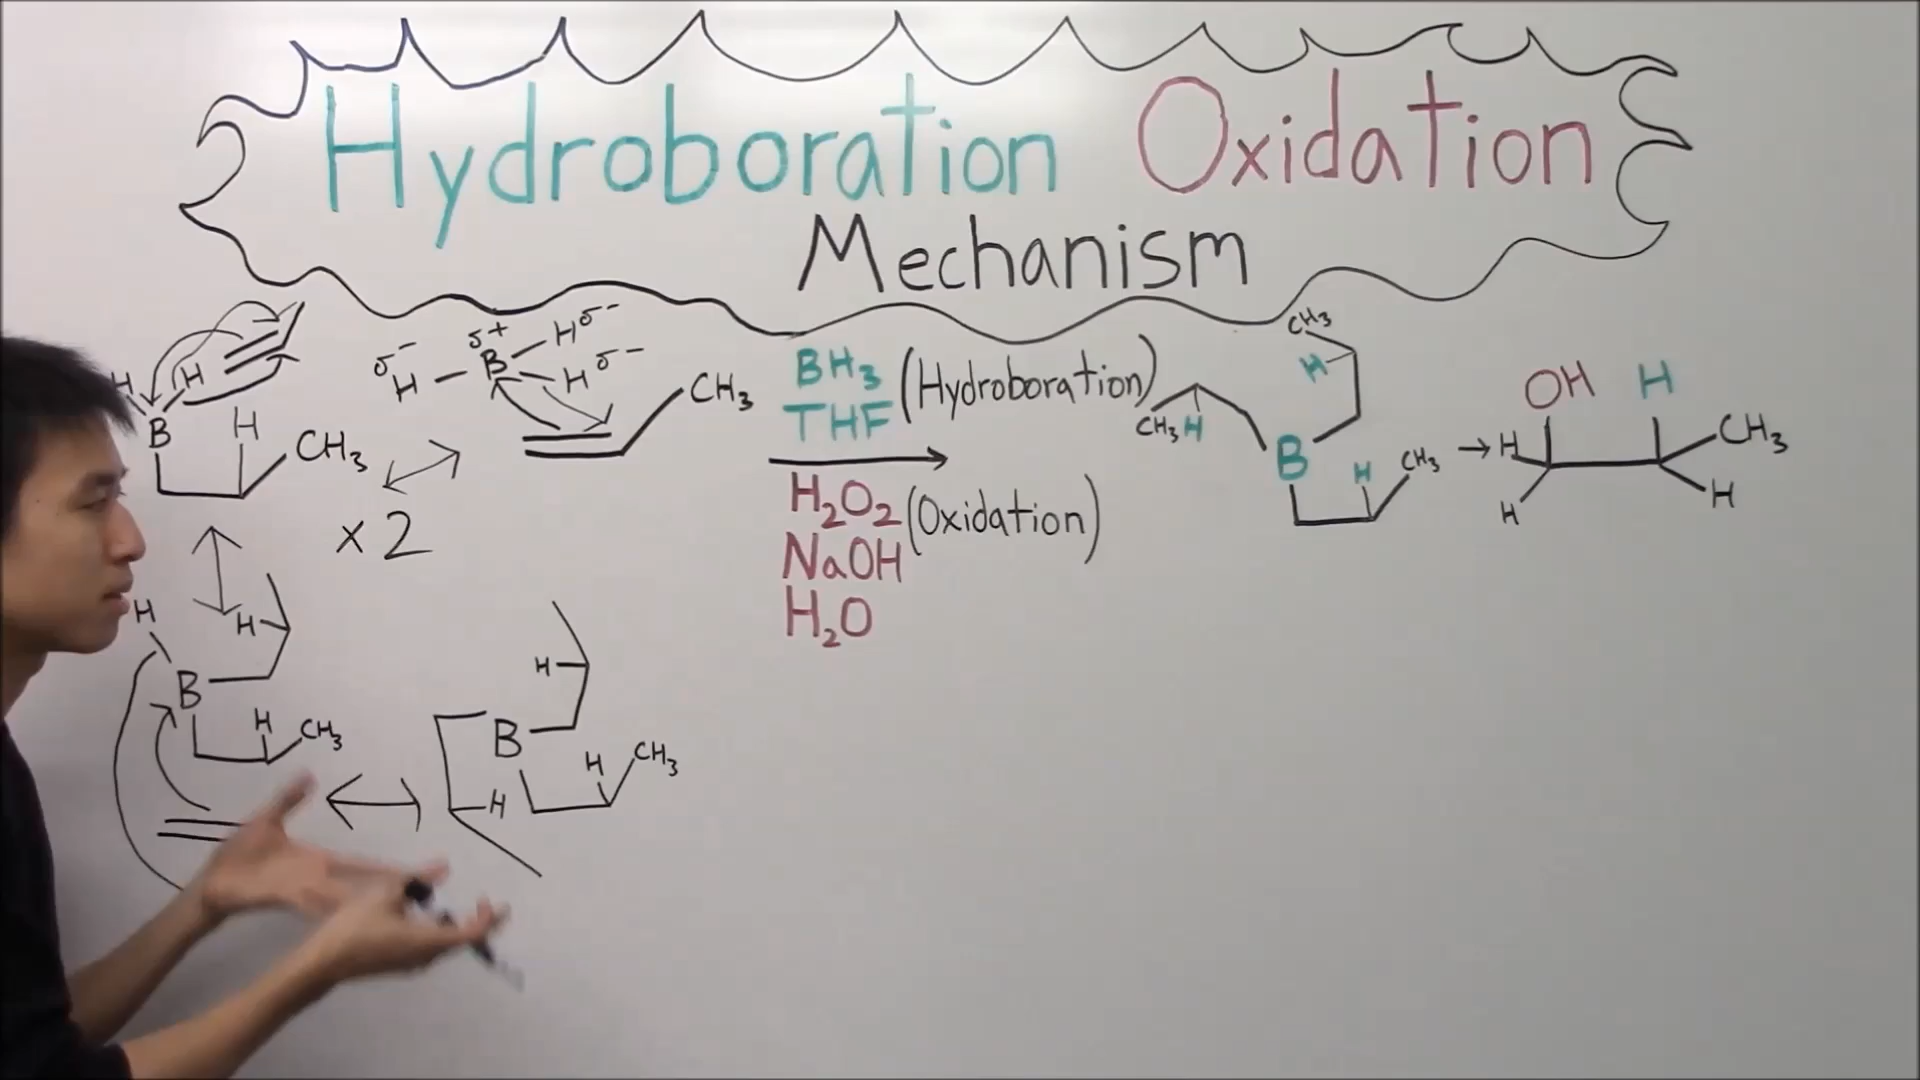 Hydroboration Oxidation
Mechanism
H H
B H CH₃
×2
δ⁺
δ⁻ H B H δ⁻
H δ⁻
CH₃
BH₃ (Hydroboration)
THF
H₂O₂ (Oxidation)
NaOH
H₂O
CH₃
H
CH₃ H
B H CH₃
→
OH H
H CH₃
H H
H H
B
H CH₃
H
B
H H CH₃